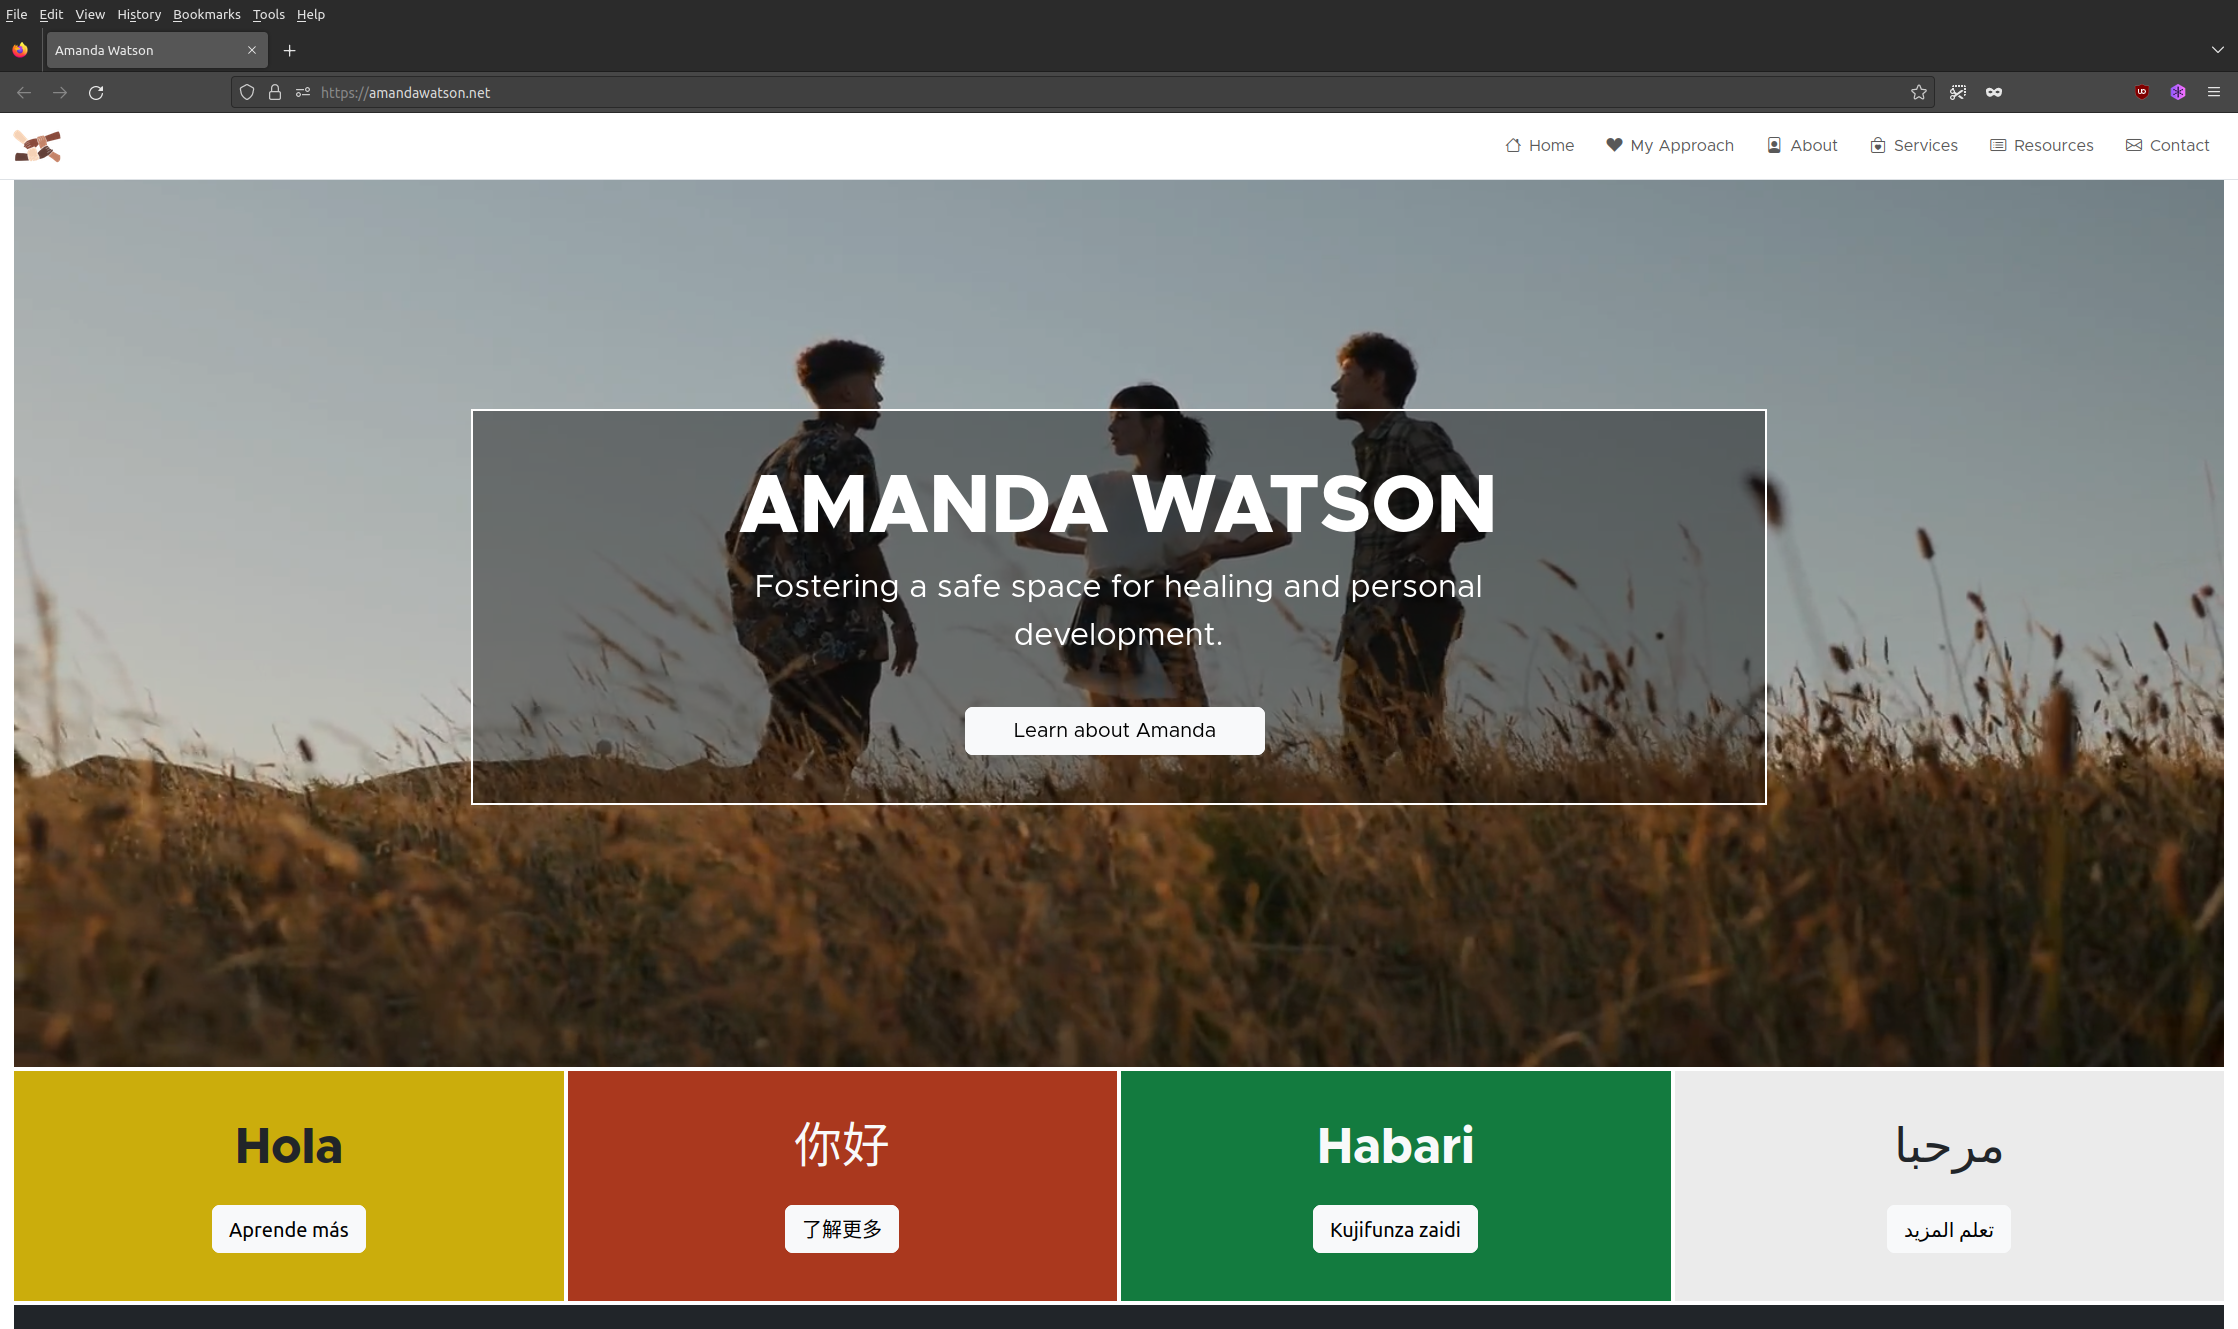 File Edit View History Bookmarks Tools Help
Amanda Watson
https://amandawatson.net
Home My Approach About Services Resources Contact
AMANDA WATSON
Fostering a safe space for healing and personal
development.
Learn about Amanda
Hola
Aprende más
你好
了解更多
Habari
Kujifunza zaidi
مرحبا
تعلم المزيد